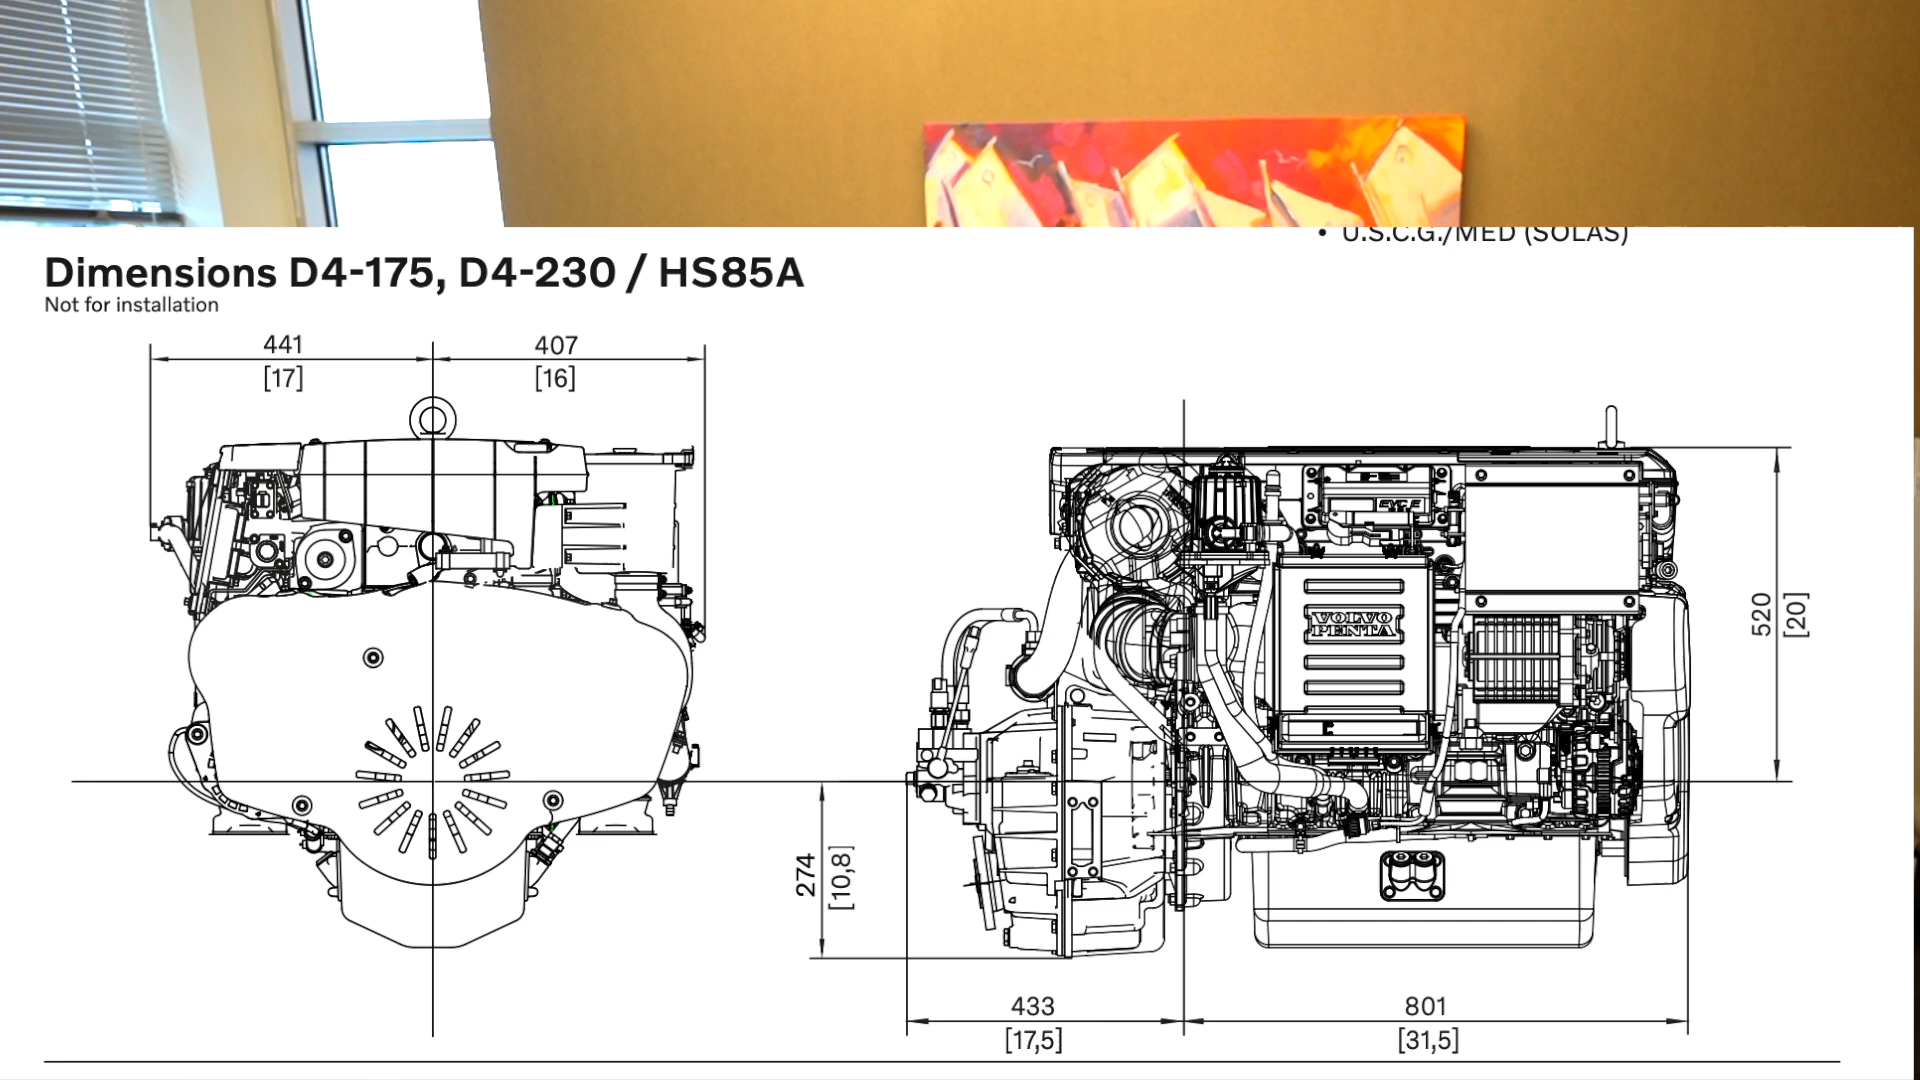 • U.S.C.G./MED (SOLAS)
Dimensions D4-175, D4-230 / HS85A
Not for installation
441
[17]
407
[16]
EVC-E
VOLVO
PENTA
520
[20]
274
[10,8]
433
[17,5]
801
[31,5]